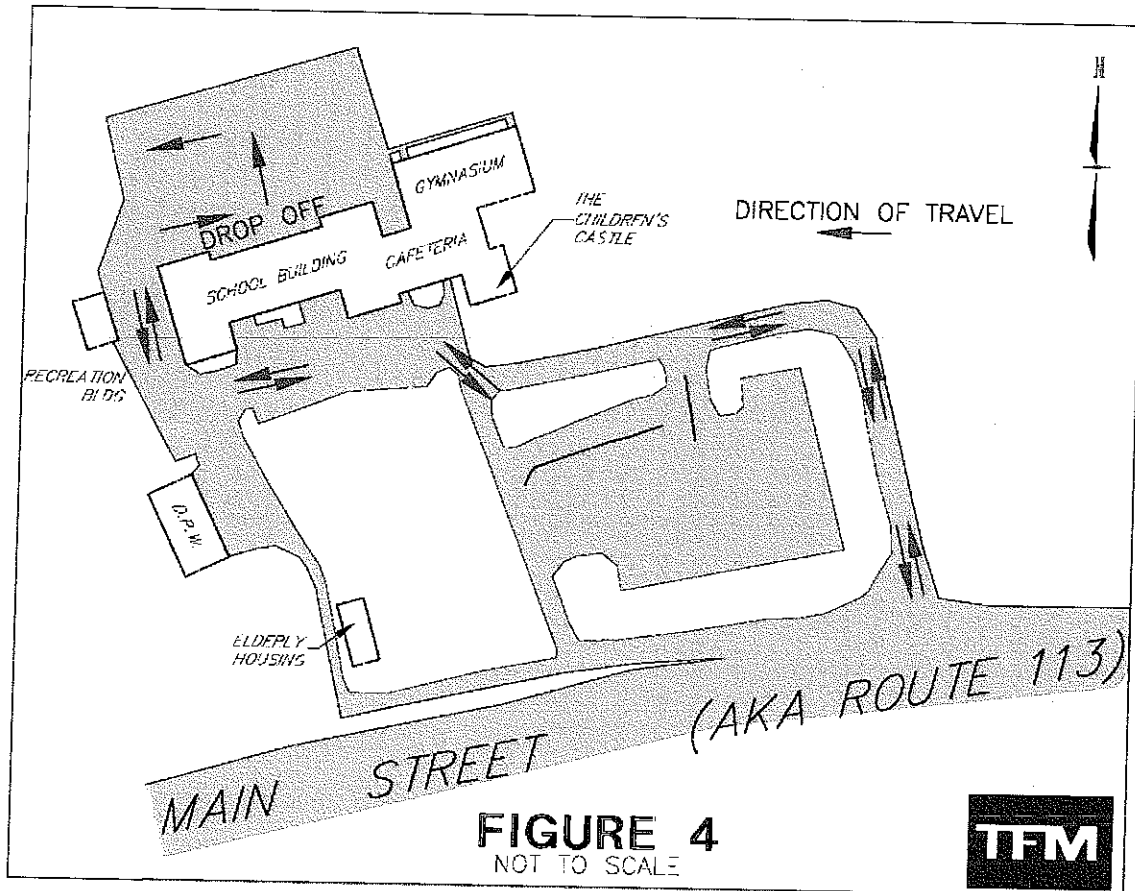 N
GYMNASIUM
THE
CHILDREN'S
CASTLE
DIRECTION OF TRAVEL
DROP OFF
CAFETERIA
SCHOOL BUILDING
RECREATION
BLDG
D.P.W.
ELDERLY
HOUSING
MAIN STREET (AKA ROUTE 113)
FIGURE 4
NOT TO SCALE
TFM